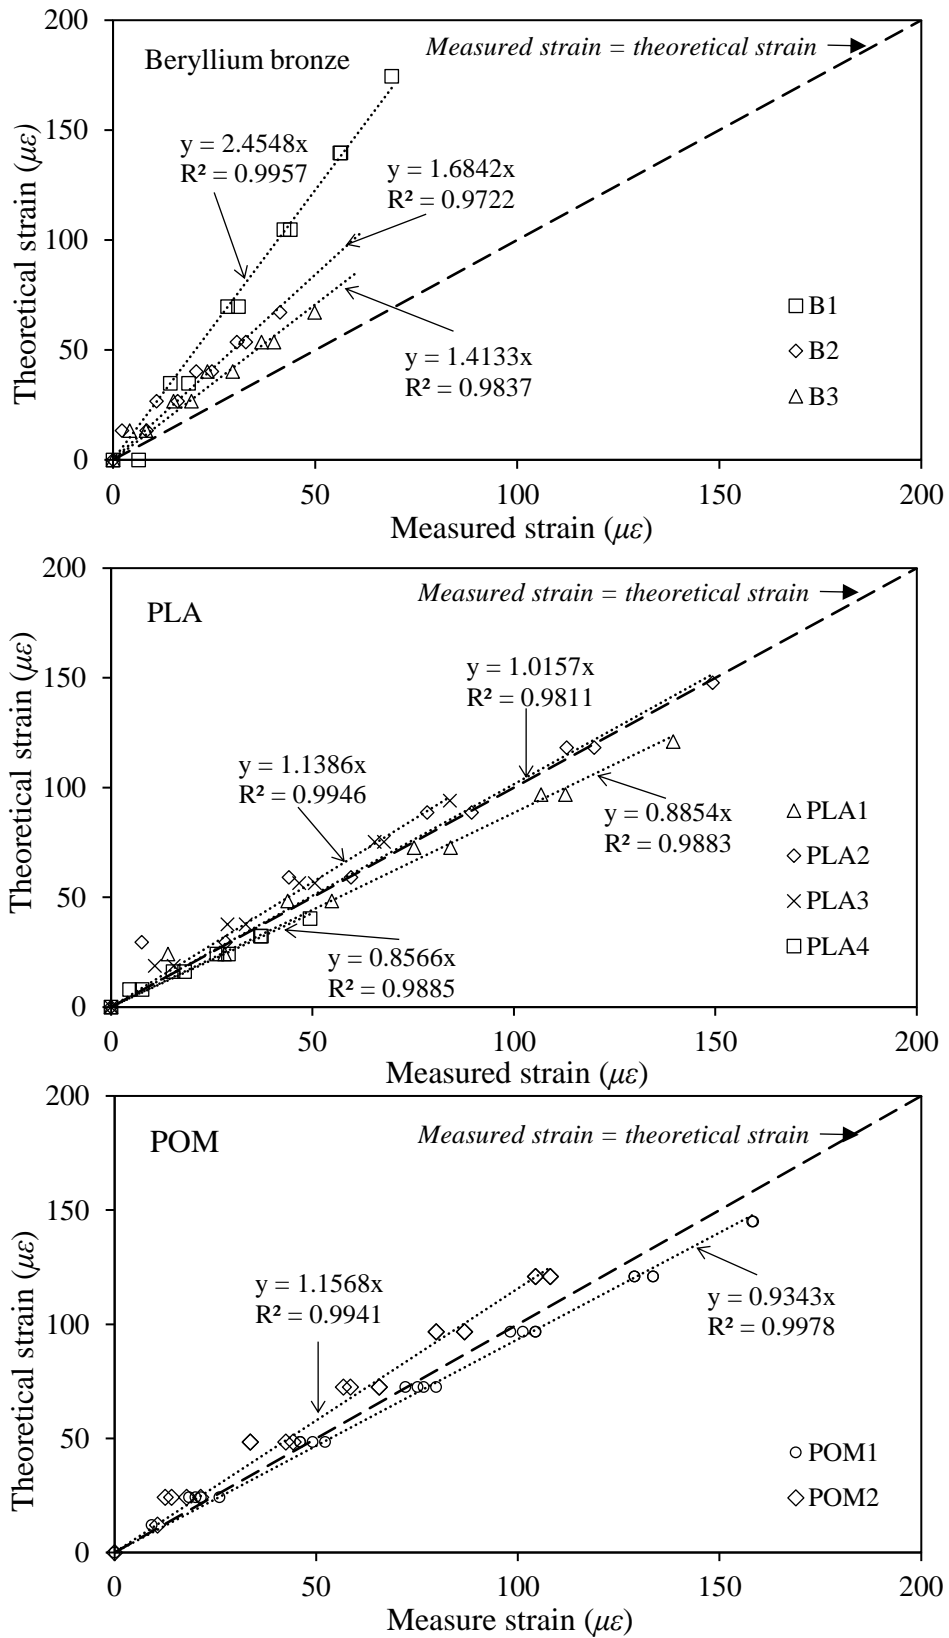 200
Beryllium bronze
Measured strain = theoretical strain
150
y = 2.4548x
R² = 0.9957
y = 1.6842x
R² = 0.9722
100
Theoretical strain (με)
B1
50
y = 1.4133x
R² = 0.9837
B2
B3
0
0 50 100 150 200
Measured strain (με)
200
PLA
Measured strain = theoretical strain
150
y = 1.0157x
R² = 0.9811
y = 1.1386x
R² = 0.9946
100
Theoretical strain (με)
y = 0.8854x
R² = 0.9883
PLA1
PLA2
50
PLA3
y = 0.8566x
R² = 0.9885
PLA4
0
0 50 100 150 200
Measured strain (με)
200
POM
Measured strain = theoretical strain
150
y = 1.1568x
R² = 0.9941
y = 0.9343x
R² = 0.9978
100
Theoretical strain (με)
50
POM1
POM2
0
0 50 100 150 200
Measure strain (με)